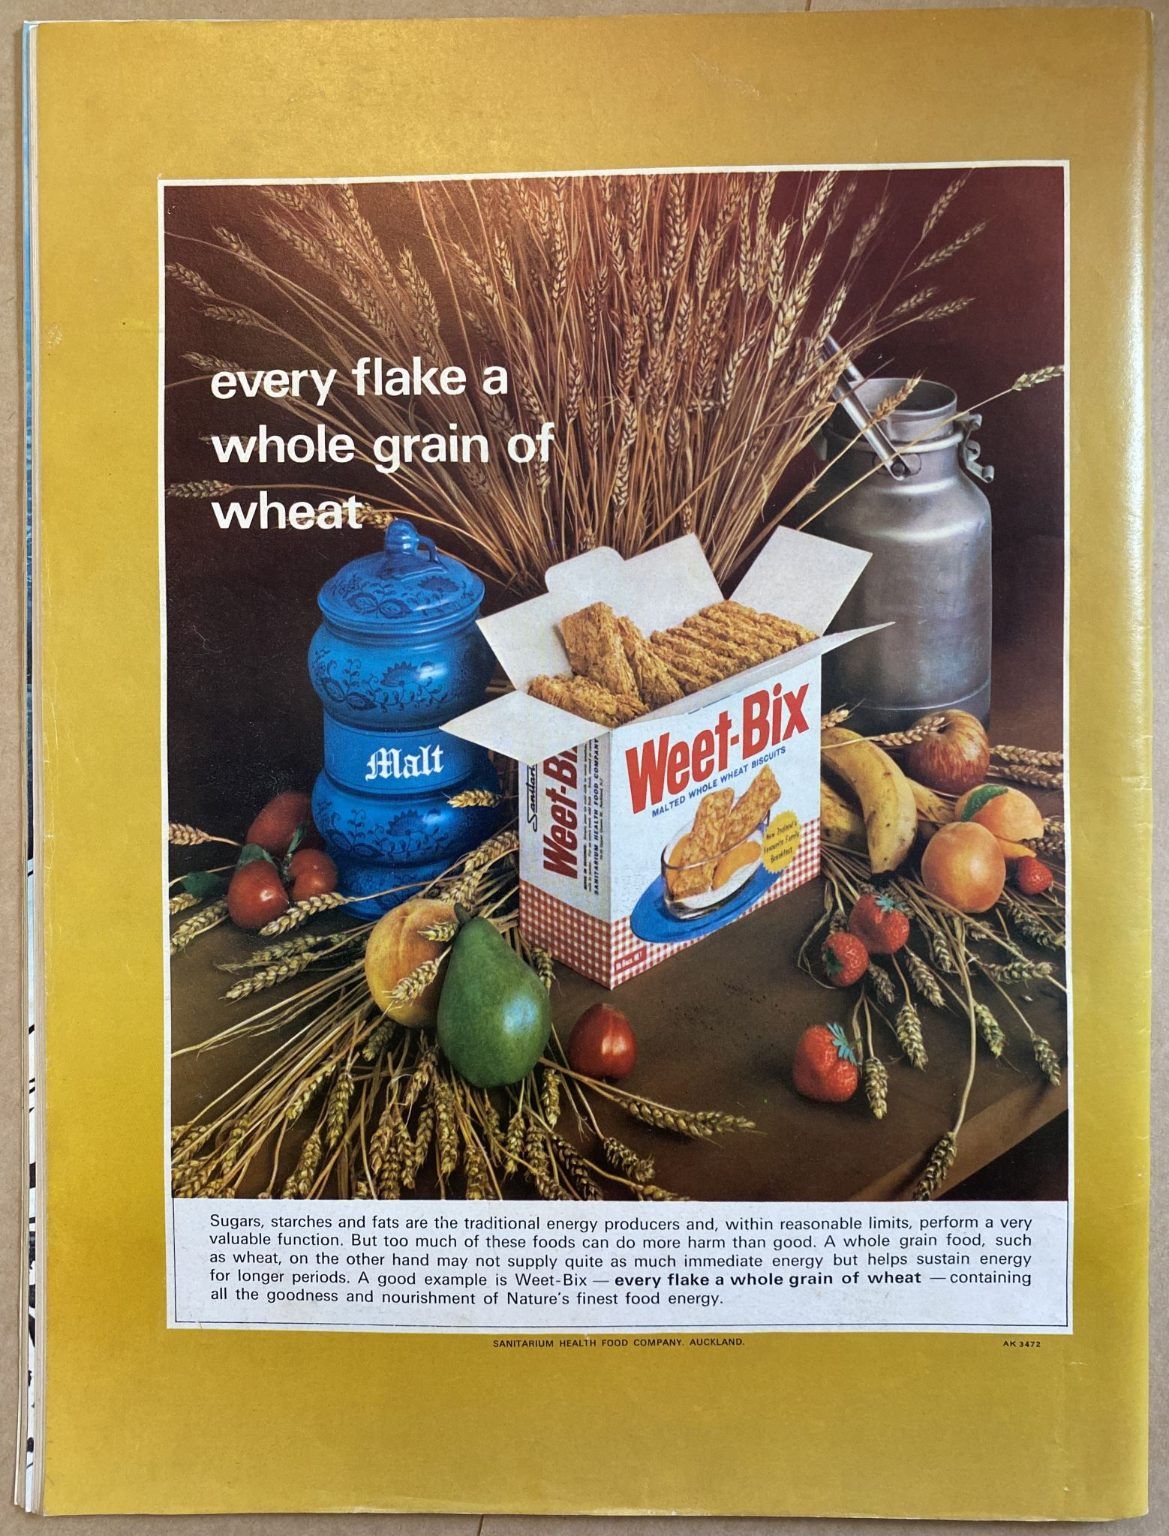 every flake a
whole grain of
wheat
Malt
Weet-Bix
MALTED WHOLE WHEAT BISCUITS
New Zealand's
Favourite Family
Breakfast
Sanitarium
Weet-Bix
SANITARIUM HEALTH FOOD COMPANY
Sugars, starches and fats are the traditional energy producers and, within reasonable limits, perform a very
valuable function. But too much of these foods can do more harm than good. A whole grain food, such
as wheat, on the other hand may not supply quite as much immediate energy but helps sustain energy
for longer periods. A good example is Weet-Bix — every flake a whole grain of wheat — containing
all the goodness and nourishment of Nature's finest food energy.
SANITARIUM HEALTH FOOD COMPANY. AUCKLAND.
AK 3472